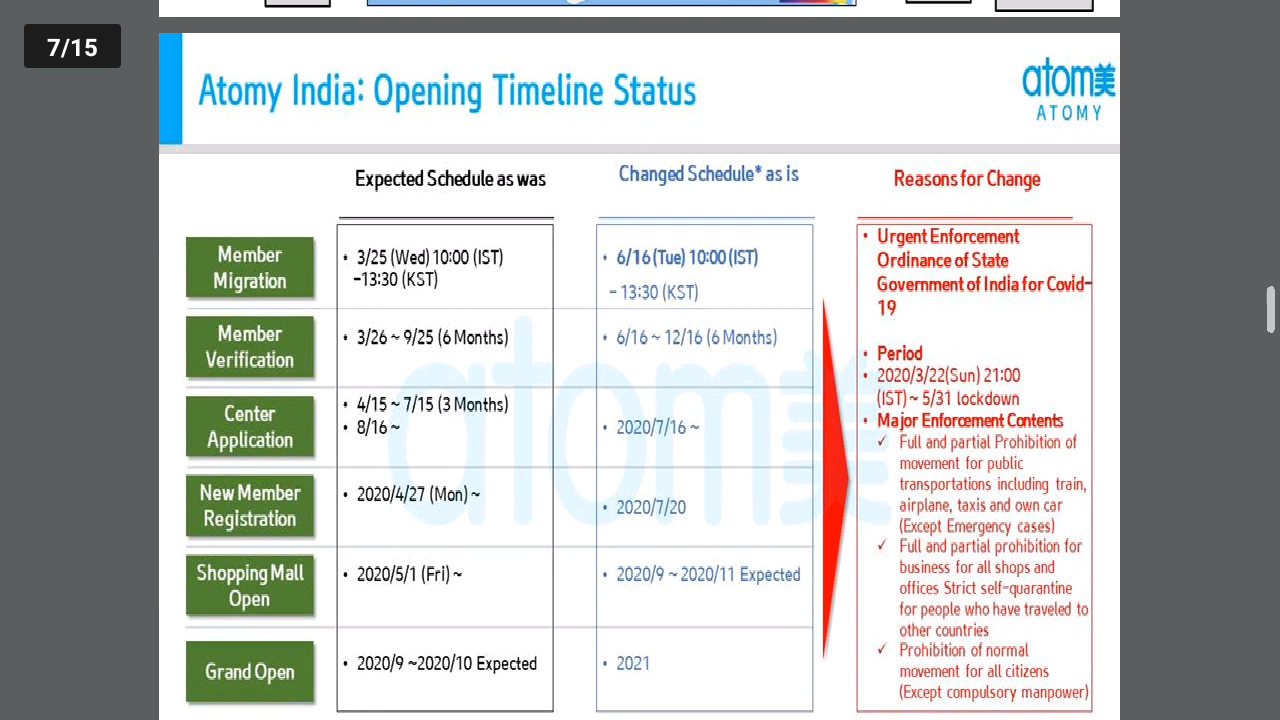 7/15
Atomy India: Opening Timeline Status
atom美
ATOMY
Expected Schedule as was
Changed Schedule* as is
Reasons for Change
Member
Migration
• 3/25 (Wed) 10:00 (IST)
-13:30 (KST)
• 6/16 (Tue) 10:00 (IST)
- 13:30 (KST)
Member
Verification
• 3/26 ~ 9/25 (6 Months)
• 6/16 ~ 12/16 (6 Months)
Center
Application
• 4/15 ~ 7/15 (3 Months)
• 8/16 ~
• 2020/7/16 ~
New Member
Registration
• 2020/4/27 (Mon) ~
• 2020/7/20
Shopping Mall
Open
• 2020/5/1 (Fri) ~
• 2020/9 ~ 2020/11 Expected
Grand Open
• 2020/9 ~2020/10 Expected
• 2021
• Urgent Enforcement
Ordinance of State
Government of India for Covid-
19
• Period
• 2020/3/22(Sun) 21:00
(IST) ~ 5/31 lockdown
• Major Enforcement Contents
✓ Full and partial Prohibition of
movement for public
transportations including train,
airplane, taxis and own car
(Except Emergency cases)
✓ Full and partial prohibition for
business for all shops and
offices Strict self-quarantine
for people who have traveled to
other countries
✓ Prohibition of normal
movement for all citizens
(Except compulsory manpower)
atom美